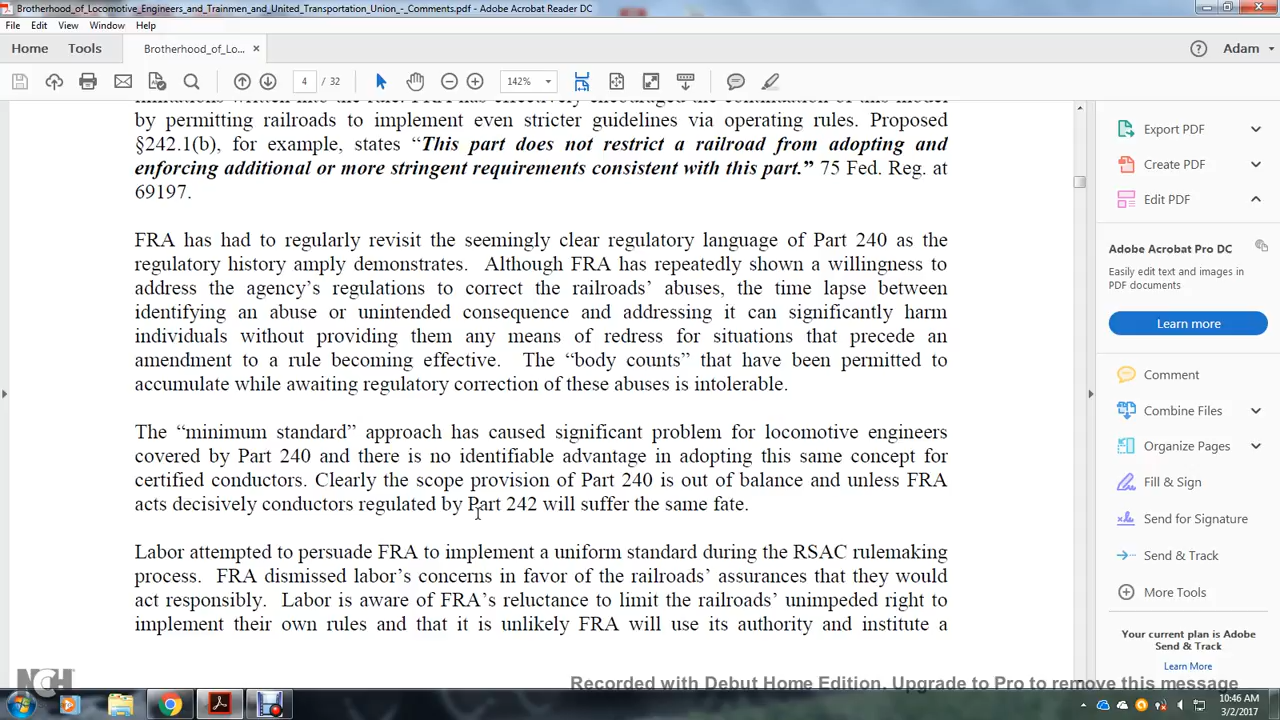 Brotherhood_of_Locomotive_Engineers_and_Trainmen_and_United_Transportation_Union_-_Comments.pdf - Adobe Acrobat Reader DC
File Edit View Window Help
Home Tools Brotherhood_of_Lo... × Adam
4 / 32 142%
limitations written into the rule. FRA has effectively encouraged the continuation of this model
by permitting railroads to implement even stricter guidelines via operating rules. Proposed
§242.1(b), for example, states “This part does not restrict a railroad from adopting and
enforcing additional or more stringent requirements consistent with this part.” 75 Fed. Reg. at
69197.
FRA has had to regularly revisit the seemingly clear regulatory language of Part 240 as the
regulatory history amply demonstrates. Although FRA has repeatedly shown a willingness to
address the agency’s regulations to correct the railroads’ abuses, the time lapse between
identifying an abuse or unintended consequence and addressing it can significantly harm
individuals without providing them any means of redress for situations that precede an
amendment to a rule becoming effective. The “body counts” that have been permitted to
accumulate while awaiting regulatory correction of these abuses is intolerable.
The “minimum standard” approach has caused significant problem for locomotive engineers
covered by Part 240 and there is no identifiable advantage in adopting this same concept for
certified conductors. Clearly the scope provision of Part 240 is out of balance and unless FRA
acts decisively conductors regulated by Part 242 will suffer the same fate.
Labor attempted to persuade FRA to implement a uniform standard during the RSAC rulemaking
process. FRA dismissed labor’s concerns in favor of the railroads’ assurances that they would
act responsibly. Labor is aware of FRA’s reluctance to limit the railroads’ unimpeded right to
implement their own rules and that it is unlikely FRA will use its authority and institute a
Export PDF
Create PDF
Edit PDF
Adobe Acrobat Pro DC
Easily edit text and images in
PDF documents
Learn more
Comment
Combine Files
Organize Pages
Fill & Sign
Send for Signature
Send & Track
More Tools
Your current plan is Adobe
Send & Track
Learn More
NCH
Recorded with Debut Home Edition. Upgrade to Pro to remove this message
10:46 AM
3/2/2017